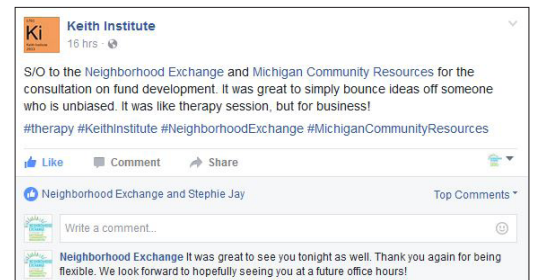 Ki
Keith Institute
16 hrs ·
S/O to the Neighborhood Exchange and Michigan Community Resources for the
consultation on fund development. It was great to simply bounce ideas off someone
who is unbiased. It was like therapy session, but for business!
#therapy #KeithInstitute #NeighborhoodExchange #MichiganCommunityResources
Like Comment Share
Neighborhood Exchange and Stephie Jay Top Comments
Write a comment...
Neighborhood Exchange It was great to see you tonight as well. Thank you again for being
flexible. We look forward to hopefully seeing you at a future office hours!